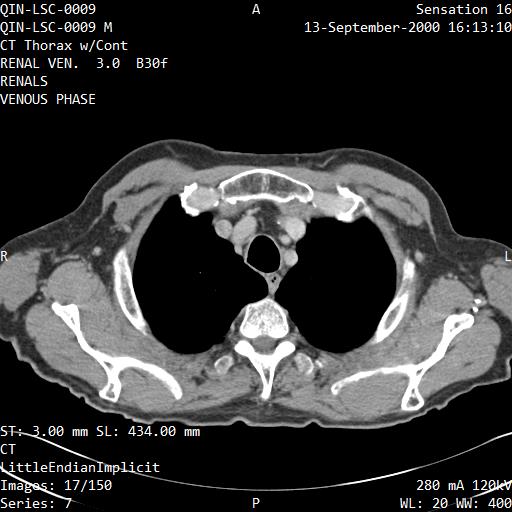 QIN-LSC-0009
A
Sensation 16
QIN-LSC-0009 M
13-September-2000 16:13:10
CT Thorax w/Cont
RENAL VEN. 3.0 B30f
RENALS
VENOUS PHASE
R
L
ST: 3.00 mm SL: 434.00 mm
CT
LittleEndianImplicit
Images: 17/150
280 mA 120kV
Series: 7
P
WL: 20 WW: 400